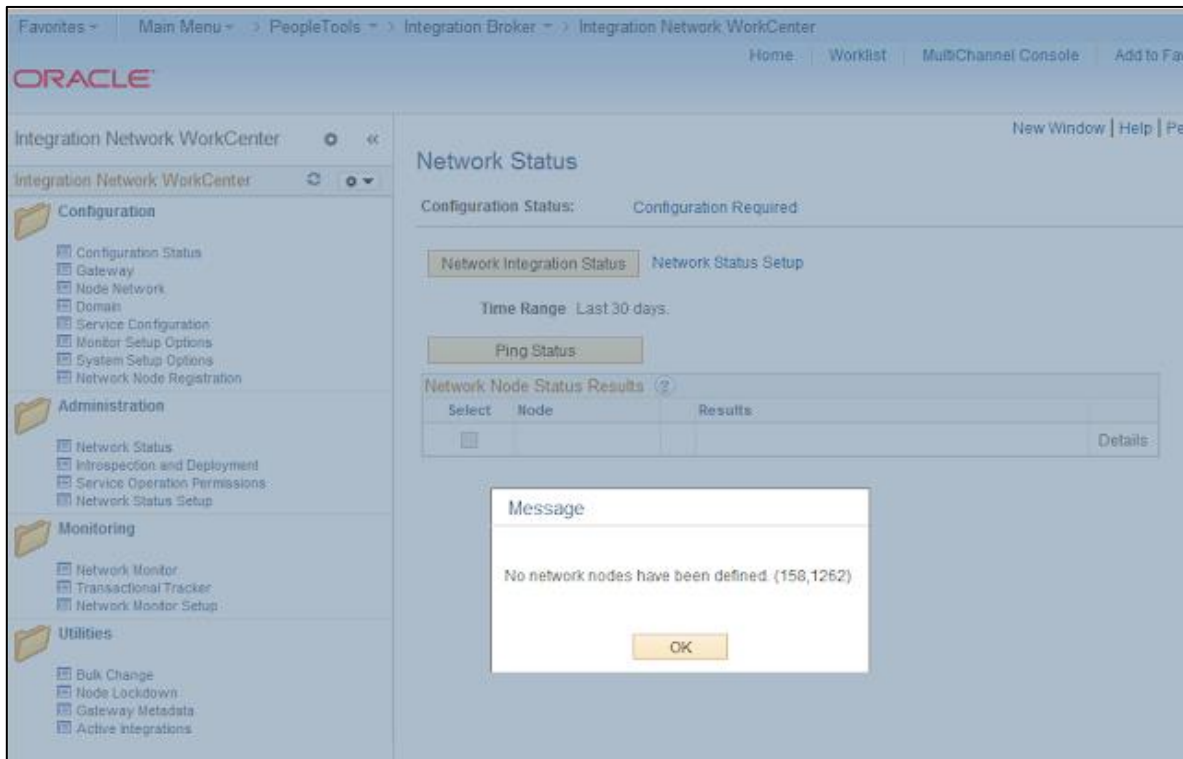 Favorites Main Menu > PeopleTools > Integration Broker > Integration Network WorkCenter
Home Worklist MultiChannel Console Add to Fa
ORACLE
New Window | Help | Pe
Integration Network WorkCenter «
Integration Network WorkCenter
Configuration
Configuration Status
Gateway
Node Network
Domain
Service Configuration
Monitor Setup Options
System Setup Options
Network Node Registration
Administration
Network Status
Introspection and Deployment
Service Operation Permissions
Network Status Setup
Monitoring
Network Monitor
Transactional Tracker
Network Monitor Setup
Utilities
Bulk Change
Node Lockdown
Gateway Metadata
Active Integrations
Network Status
Configuration Status: Configuration Required
Network Integration Status Network Status Setup
Time Range Last 30 days.
Ping Status
Network Node Status Results ?
Select Node Results
Details
Message
No network nodes have been defined. (158,1262)
OK